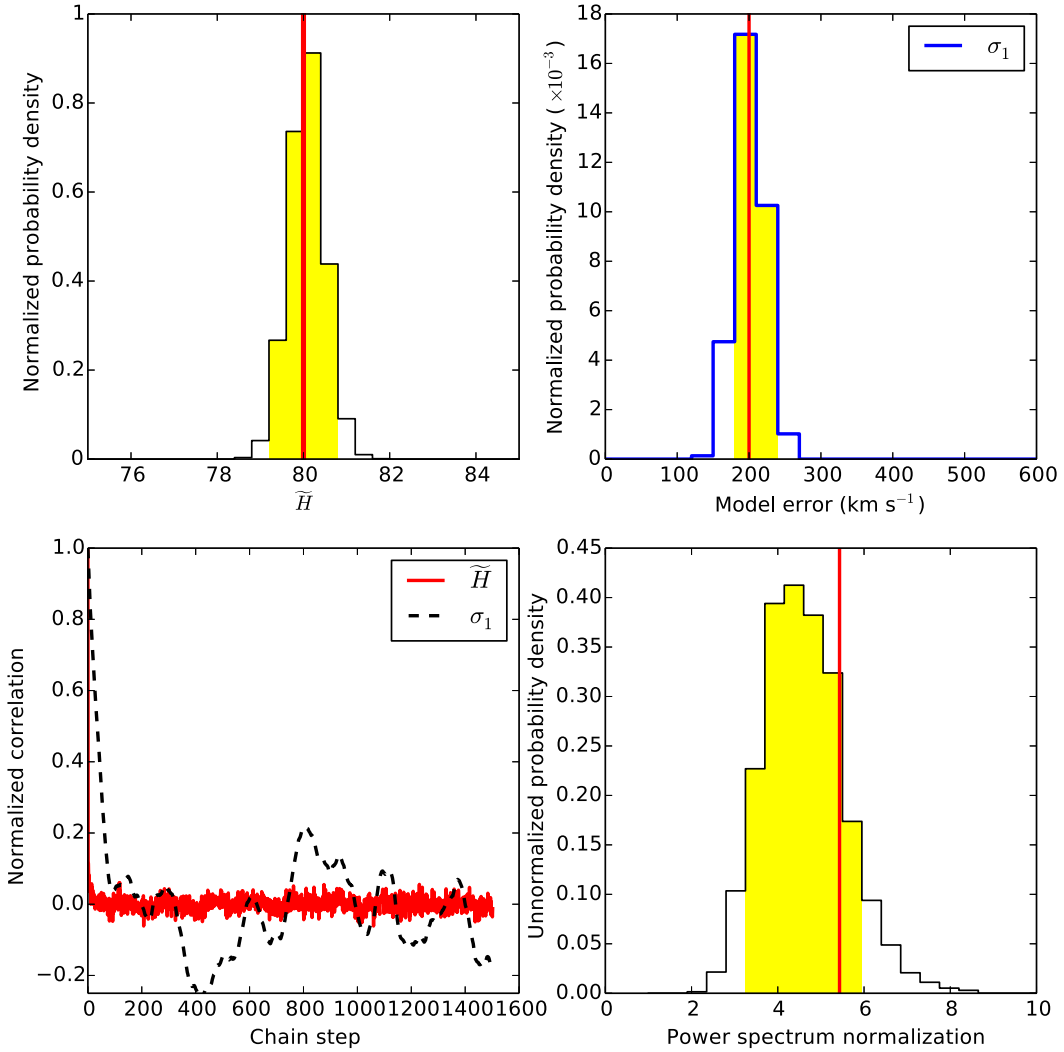 1
0.8
0.6
0.4
0.2
0
76 78 80 82 84
Normalized probability density
H̃
18
16
14
12
10
8
6
4
2
0
0 100 200 300 400 500 600
Normalized probability density (×10⁻³)
Model error (km s⁻¹)
σ₁
1.0
0.8
0.6
0.4
0.2
0.0
−0.2
0 200 400 600 800 1000 1200 1400 1600
Normalized correlation
Chain step
H̃
σ₁
0.45
0.40
0.35
0.30
0.25
0.20
0.15
0.10
0.05
0.00
0 2 4 6 8 10
Unnormalized probability density
Power spectrum normalization